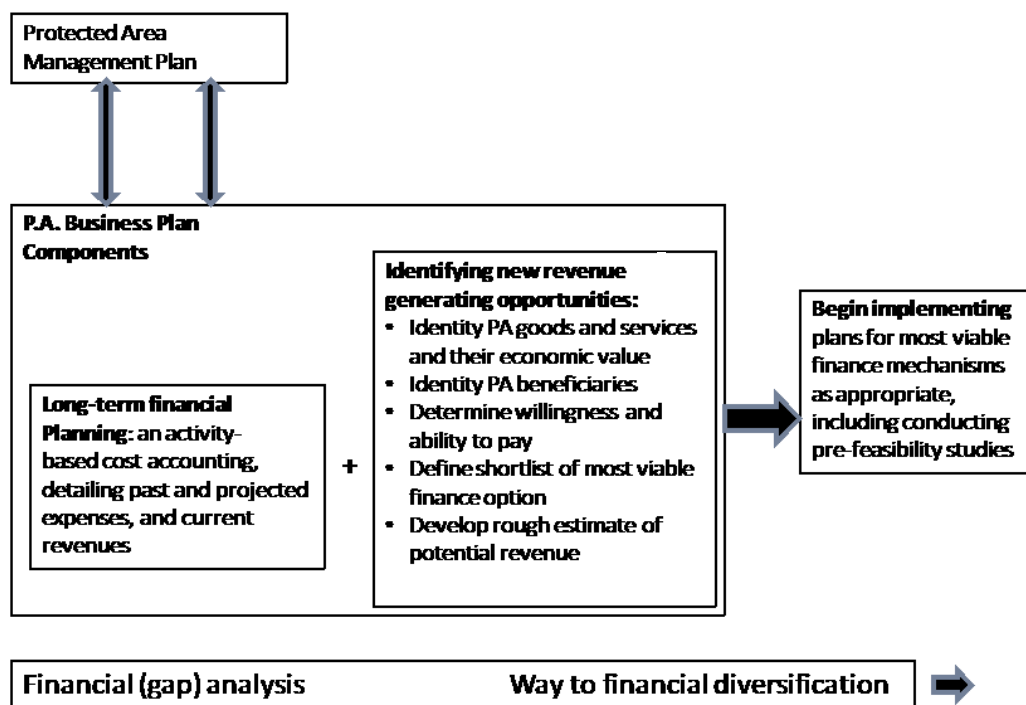 Protected Area
Management Plan
P.A. Business Plan
Components
Long-term financial
Planning: an activity-
based cost accounting,
detailing past and projected
expenses, and current
revenues
+
Identifying new revenue
generating opportunities:
• Identity PA goods and services
and their economic value
• Identity PA beneficiaries
• Determine willingness and
ability to pay
• Define shortlist of most viable
finance option
• Develop rough estimate of
potential revenue
Begin implementing
plans for most viable
finance mechanisms
as appropriate,
including conducting
pre-feasibility studies
Financial (gap) analysis Way to financial diversification